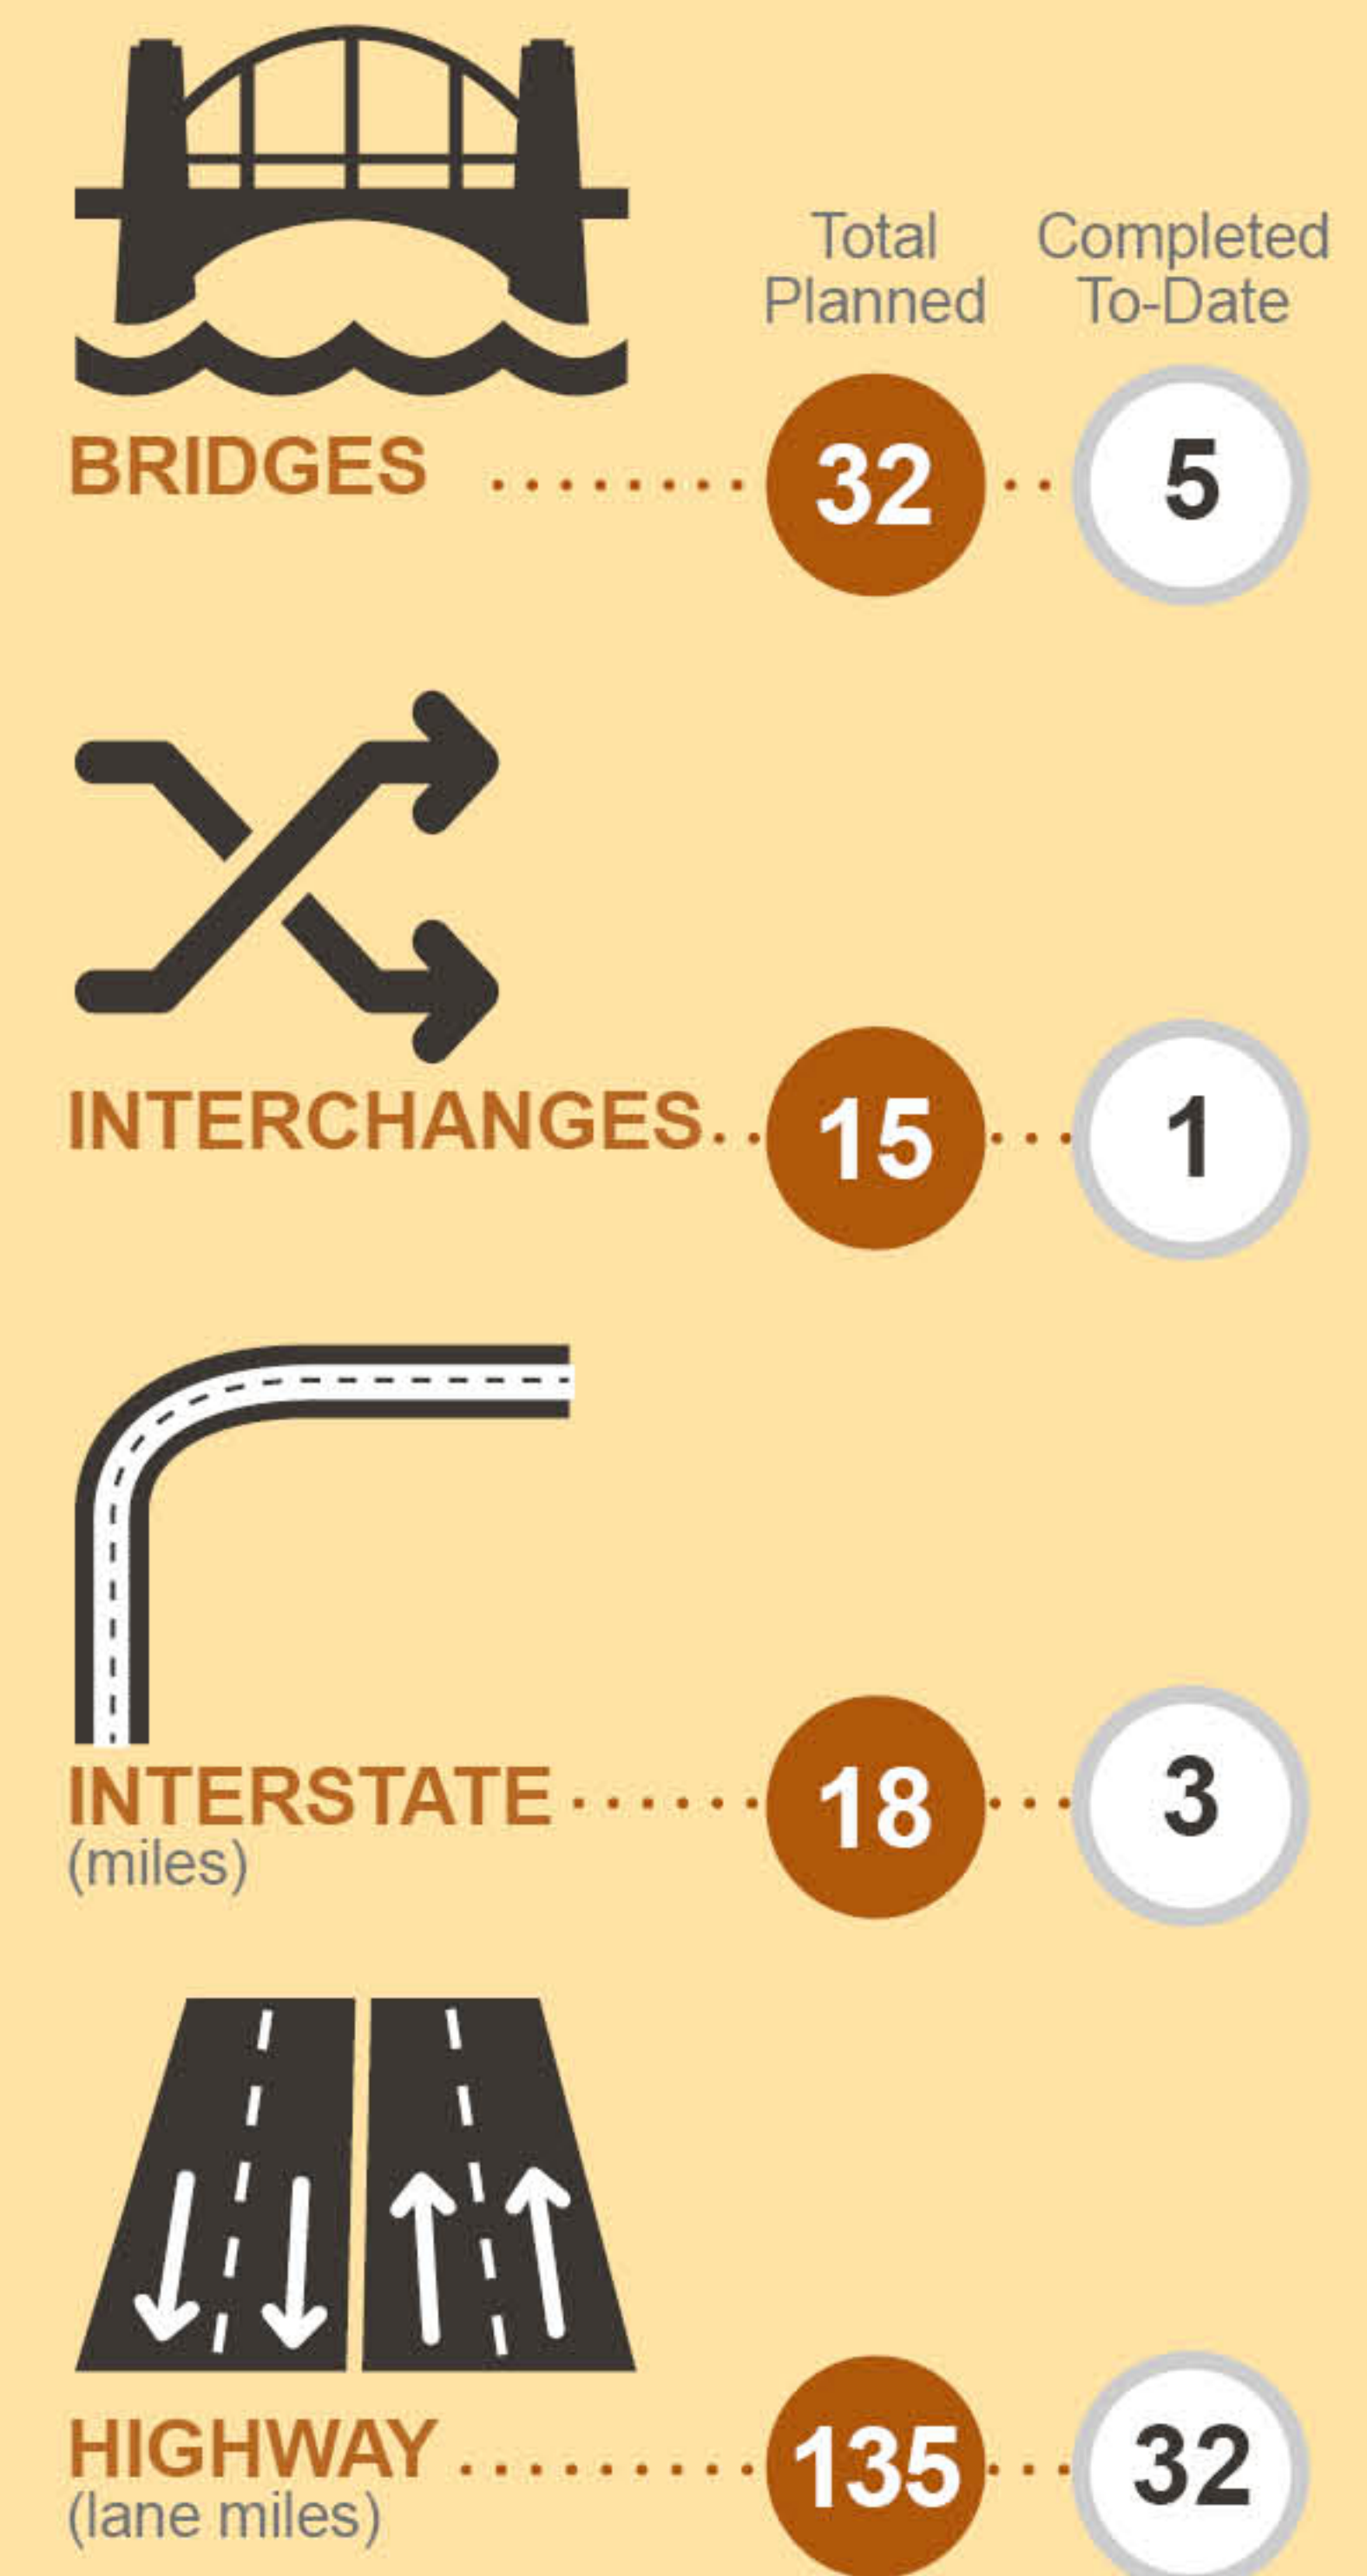 Total Completed
Planned To-Date
BRIDGES 32 5
INTERCHANGES 15 1
INTERSTATE 18 3
(miles)
HIGHWAY 135 32
(lane miles)